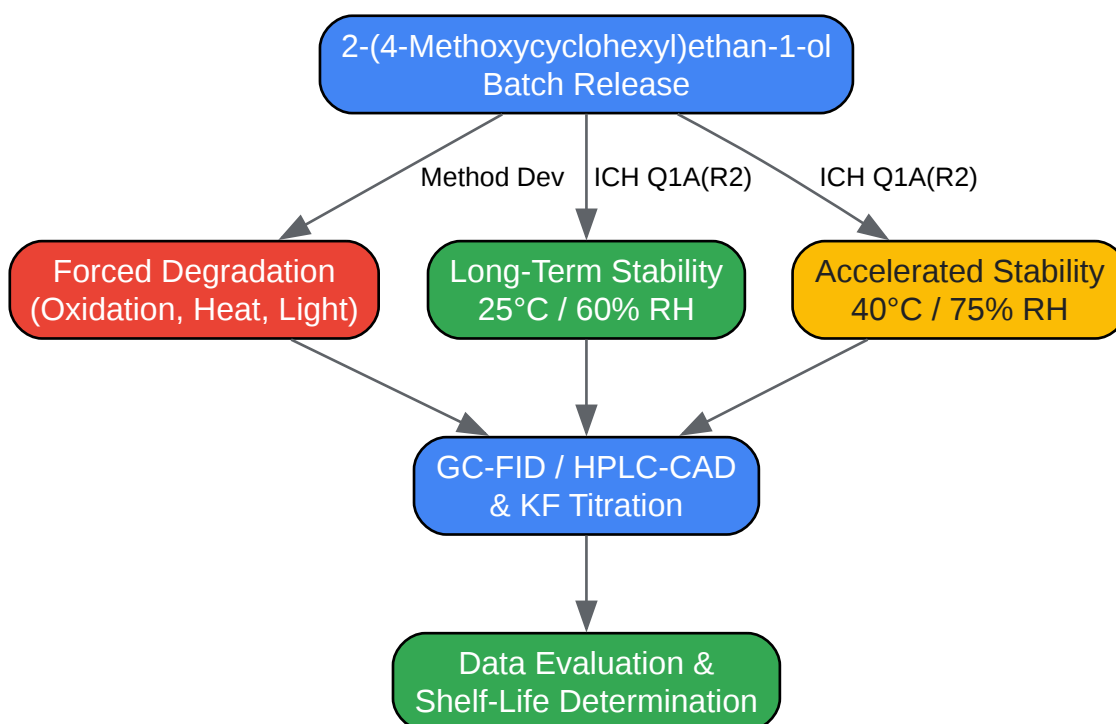 2-(4-Methoxycyclohexyl)ethan-1-ol
Batch Release
Method Dev
ICH Q1A(R2)
ICH Q1A(R2)
Forced Degradation
(Oxidation, Heat, Light)
Long-Term Stability
25°C / 60% RH
Accelerated Stability
40°C / 75% RH
GC-FID / HPLC-CAD
& KF Titration
Data Evaluation &
Shelf-Life Determination